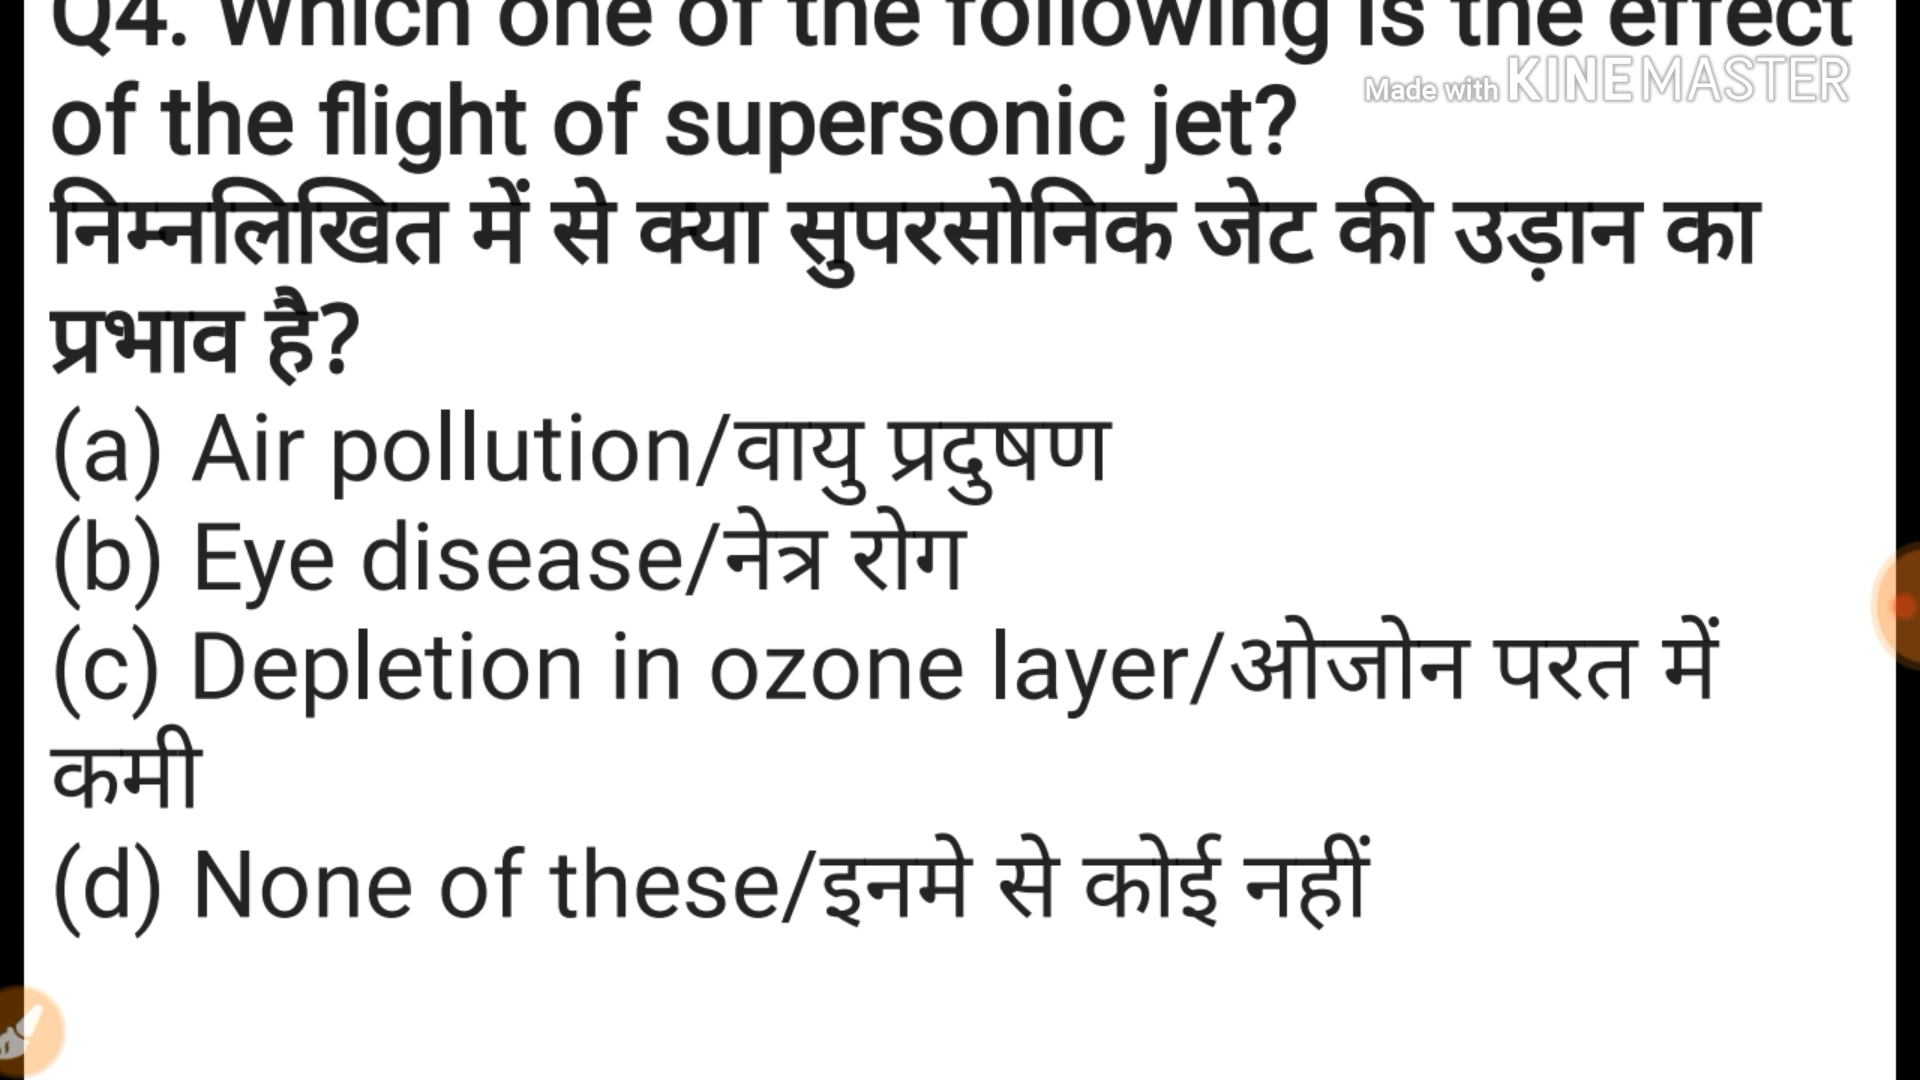 Q4. Which one of the following is the effect
Made with KINEMASTER
of the flight of supersonic jet?
निम्नलिखित में से क्या सुपरसोनिक जेट की उड़ान का
प्रभाव है?
(a) Air pollution/वायु प्रदुषण
(b) Eye disease/नेत्र रोग
(c) Depletion in ozone layer/ओजोन परत में
कमी
(d) None of these/इनमे से कोई नहीं